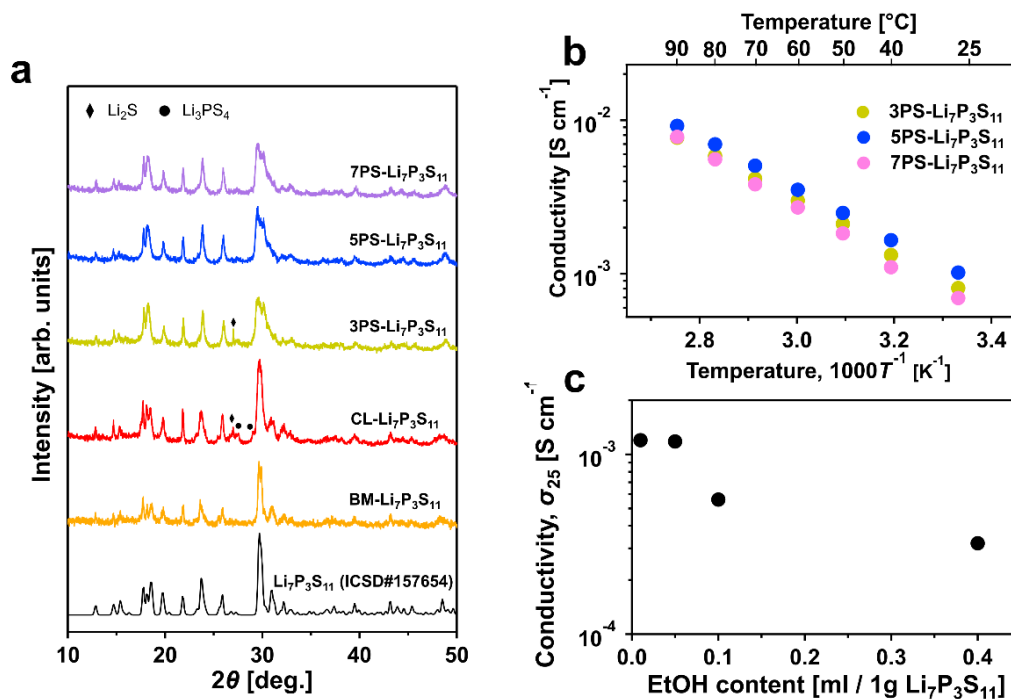 a
♦ Li₂S ● Li₃PS₄
7PS-Li₇P₃S₁₁
5PS-Li₇P₃S₁₁
3PS-Li₇P₃S₁₁
CL-Li₇P₃S₁₁
BM-Li₇P₃S₁₁
Li₇P₃S₁₁ (ICSD#157654)
Intensity [arb. units]
10 20 30 40 50
2θ [deg.]
b
Temperature [°C]
90 80 70 60 50 40 25
3PS-Li₇P₃S₁₁
5PS-Li₇P₃S₁₁
7PS-Li₇P₃S₁₁
Conductivity [S cm⁻¹]
10⁻²
10⁻³
2.8 3.0 3.2 3.4
Temperature, 1000T⁻¹ [K⁻¹]
c
Conductivity, σ₂₅ [S cm⁻¹]
10⁻³
10⁻⁴
0.0 0.1 0.2 0.3 0.4
EtOH content [ml / 1g Li₇P₃S₁₁]